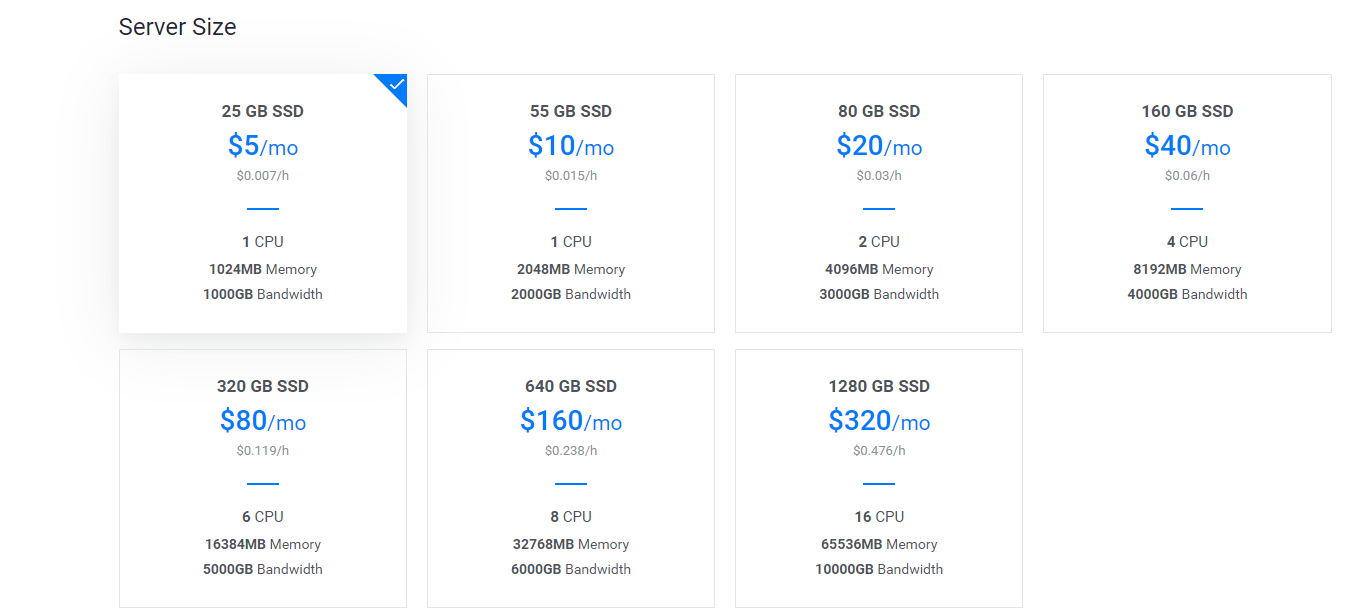 Server Size
25 GB SSD
$5/mo
$0.007/h
1 CPU
1024MB Memory
1000GB Bandwidth
55 GB SSD
$10/mo
$0.015/h
1 CPU
2048MB Memory
2000GB Bandwidth
80 GB SSD
$20/mo
$0.03/h
2 CPU
4096MB Memory
3000GB Bandwidth
160 GB SSD
$40/mo
$0.06/h
4 CPU
8192MB Memory
4000GB Bandwidth
320 GB SSD
$80/mo
$0.119/h
6 CPU
16384MB Memory
5000GB Bandwidth
640 GB SSD
$160/mo
$0.238/h
8 CPU
32768MB Memory
6000GB Bandwidth
1280 GB SSD
$320/mo
$0.476/h
16 CPU
65536MB Memory
10000GB Bandwidth